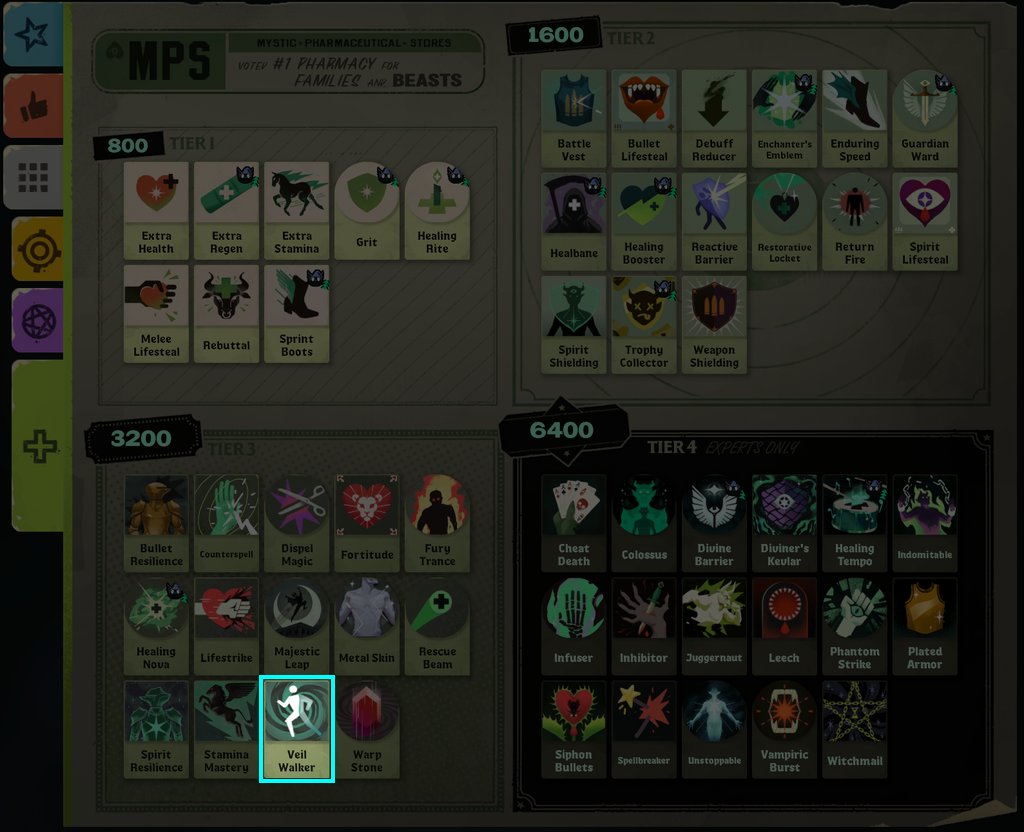 MPS
MYSTIC · PHARMACEUTICAL · STORES
VOTED #1 PHARMACY FOR
FAMILIES AND BEASTS
800 TIER 1
Extra
Health
Extra
Regen
Extra
Stamina
Grit
Healing
Rite
Melee
Lifesteal
Rebuttal
Sprint
Boots
1600 TIER 2
Battle
Vest
Bullet
Lifesteal
Debuff
Reducer
Enchanter's
Emblem
Enduring
Speed
Guardian
Ward
Healbane
Healing
Booster
Reactive
Barrier
Restorative
Locket
Return
Fire
Spirit
Lifesteal
Spirit
Shielding
Trophy
Collector
Weapon
Shielding
3200 TIER 3
Bullet
Resilience
Counterspell
Dispel
Magic
Fortitude
Fury
Trance
Healing
Nova
Lifestrike
Majestic
Leap
Metal Skin
Rescue
Beam
Spirit
Resilience
Stamina
Mastery
Veil
Walker
Warp
Stone
6400 TIER 4 EXPERTS ONLY
Cheat
Death
Colossus
Divine
Barrier
Diviner's
Kevlar
Healing
Tempo
Indomitable
Infuser
Inhibitor
Juggernaut
Leech
Phantom
Strike
Plated
Armor
Siphon
Bullets
Spellbreaker
Unstoppable
Vampiric
Burst
Witchmail